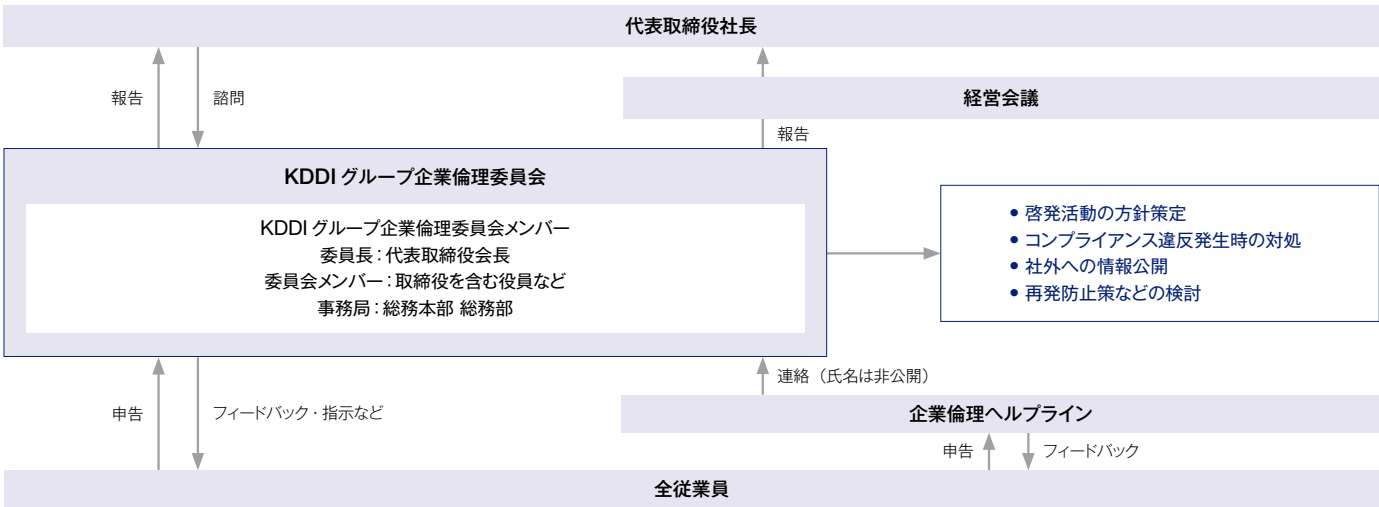 代表取締役社長
報告
諮問
経営会議
報告
KDDI グループ企業倫理委員会
KDDI グループ企業倫理委員会メンバー
委員長：代表取締役会長
委員会メンバー：取締役を含む役員など
事務局：総務本部 総務部
• 啓発活動の方針策定
• コンプライアンス違反発生時の対処
• 社外への情報公開
• 再発防止策などの検討
連絡（氏名は非公開）
申告
フィードバック・指示など
企業倫理ヘルプライン
申告
フィードバック
全従業員